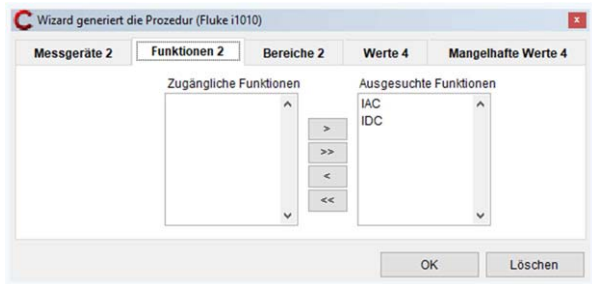 Wizard generiert die Prozedur (Fluke i1010)
x
Messgeräte 2 Funktionen 2 Bereiche 2 Werte 4 Mangelhafte Werte 4
Zugängliche Funktionen Ausgesuchte Funktionen
IAC
IDC
>
>>
<
<<
OK Löschen